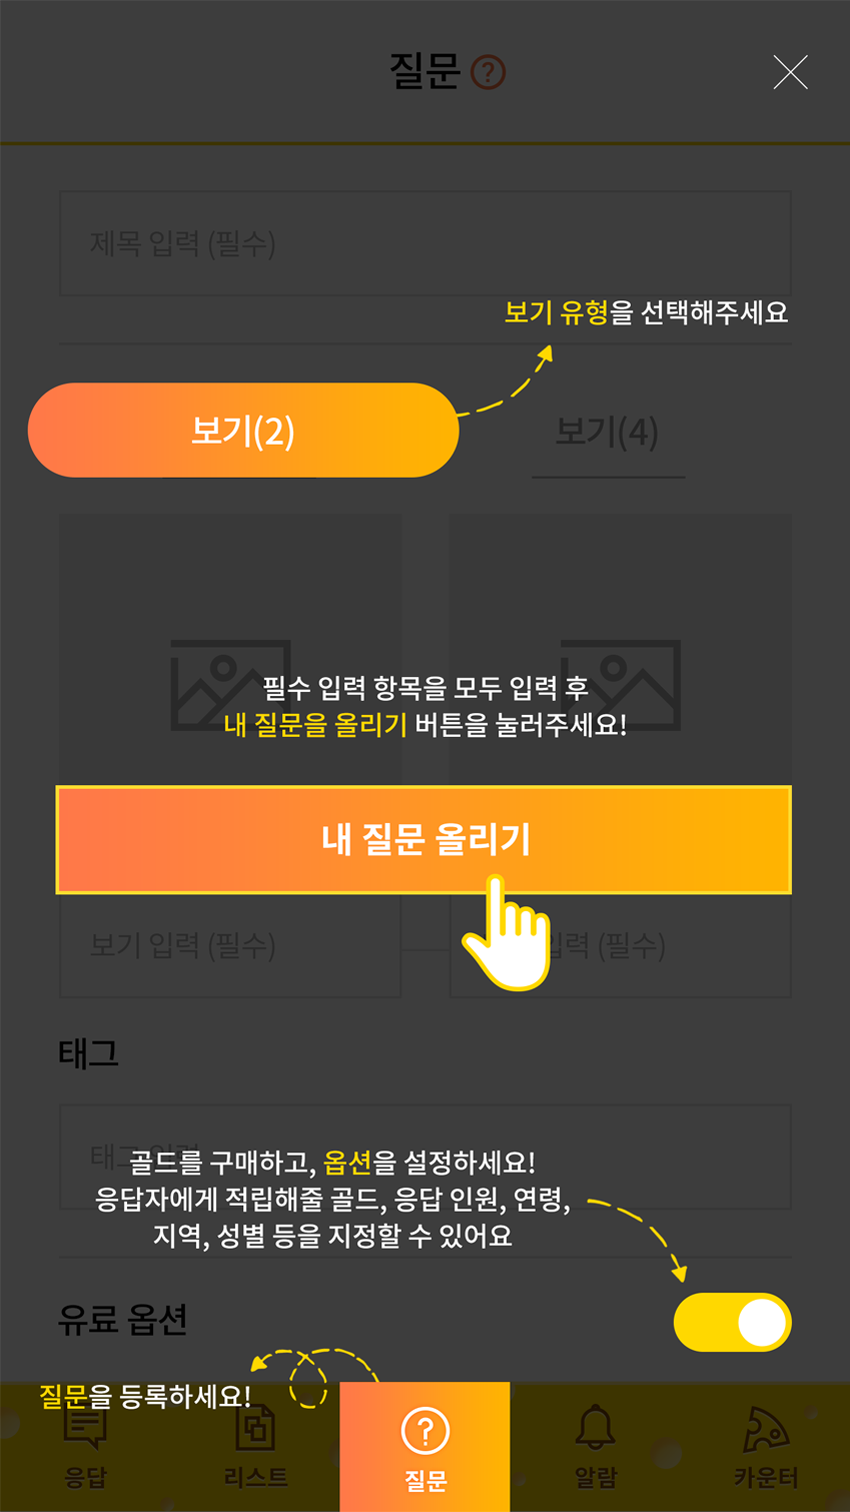 질문 ?
제목 입력 (필수)
보기 유형을 선택해주세요
보기(2)
보기(4)
필수 입력 항목을 모두 입력 후
내 질문을 올리기 버튼을 눌러주세요!
내 질문 올리기
보기 입력 (필수)
입력 (필수)
태그
태그
골드를 구매하고, 옵션을 설정하세요!
응답자에게 적립해줄 골드, 응답 인원, 연령,
지역, 성별 등을 지정할 수 있어요
유료 옵션
질문을 등록하세요!
응답
리스트
?
질문
알람
카운터